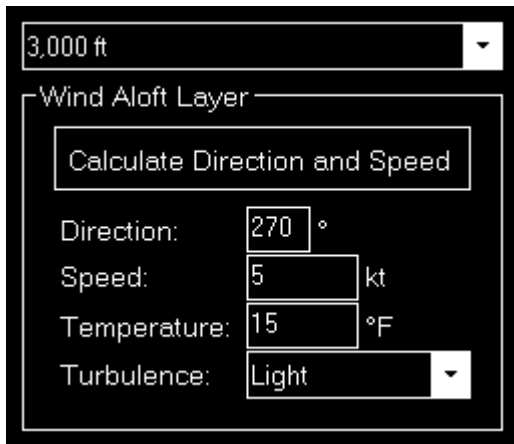 3,000 ft
Wind Aloft Layer
Calculate Direction and Speed
Direction: 270 °
Speed: 5 kt
Temperature: 15 °F
Turbulence: Light